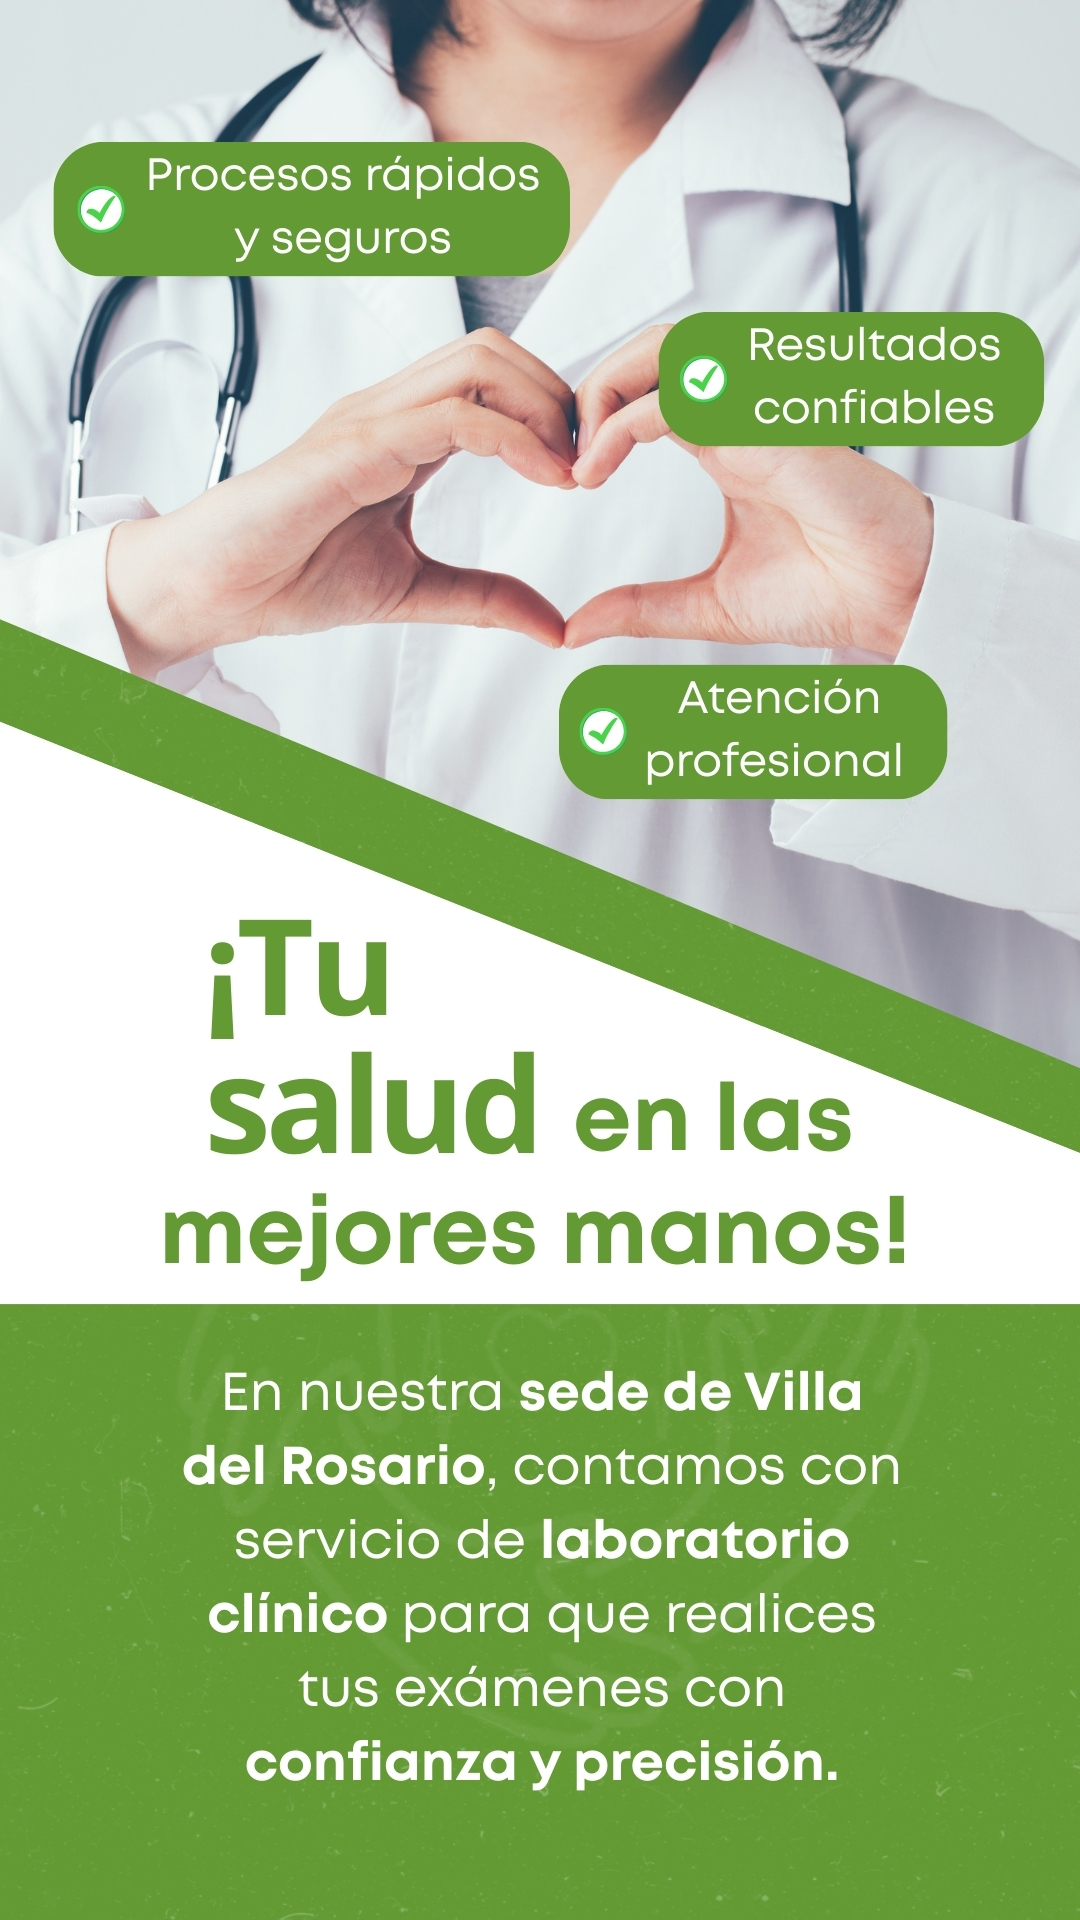 Procesos rápidos
y seguros
Resultados
confiables
Atención
profesional
¡Tu
salud en las
mejores manos!
En nuestra sede de Villa
del Rosario, contamos con
servicio de laboratorio
clínico para que realices
tus exámenes con
confianza y precisión.